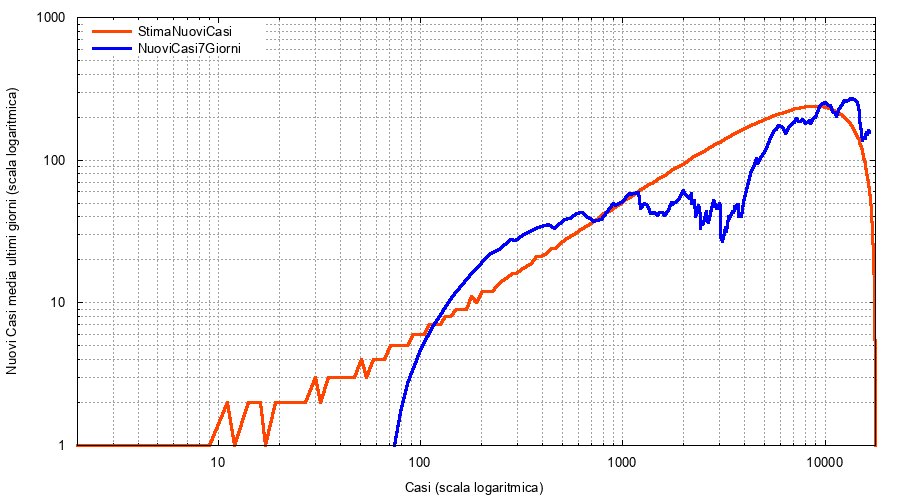 1000
StimaNuoviCasi
NuoviCasi7Giorni
Nuovi Casi media ultimi giorni (scala logaritmica)
100
10
1
10
100
1000
10000
Casi (scala logaritmica)